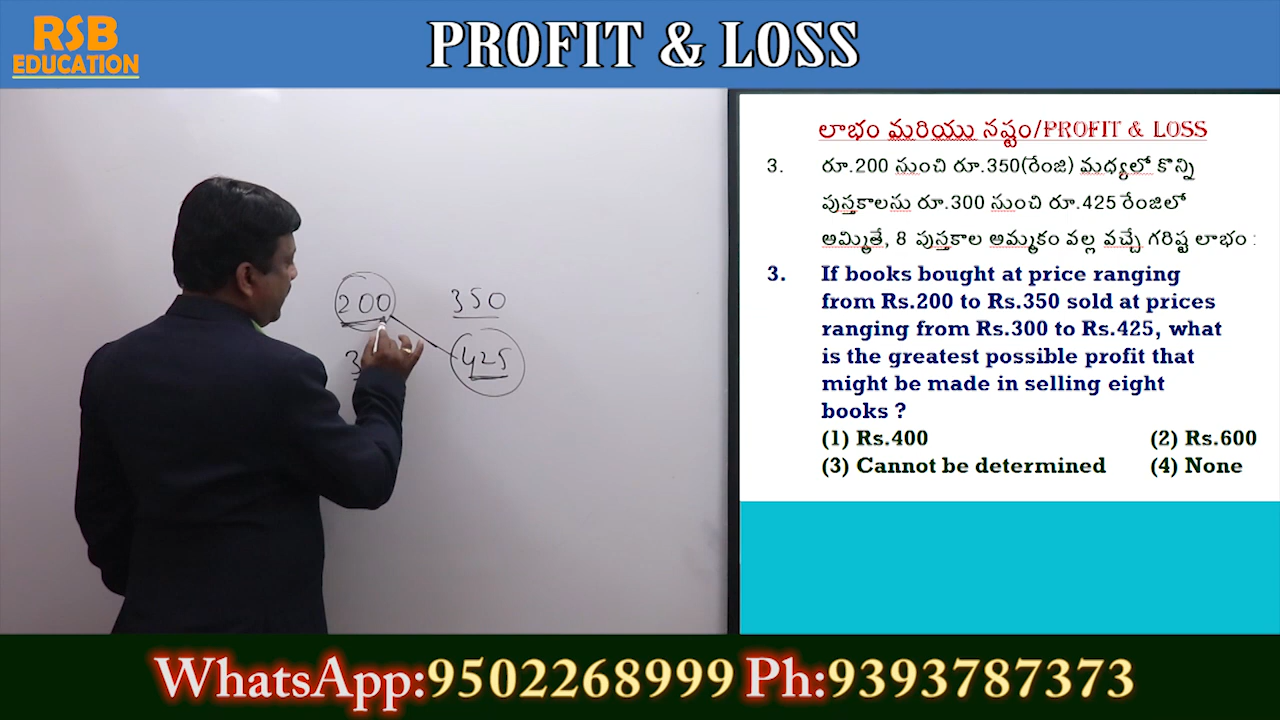 RSB
EDUCATION
PROFIT & LOSS
లాభం మరియు నష్టం/PROFIT & LOSS
3. రూ.200 నుంచి రూ.350(రేంజి) మధ్యలో కొన్ని
పుస్తకాలను రూ.300 నుంచి రూ.425 రేంజిలో
అమ్మితే, 8 పుస్తకాల అమ్మకం వల్ల వచ్చే గరిష్ట లాభం :
3. If books bought at price ranging
from Rs.200 to Rs.350 sold at prices
ranging from Rs.300 to Rs.425, what
is the greatest possible profit that
might be made in selling eight
books ?
(1) Rs.400 (2) Rs.600
(3) Cannot be determined (4) None
200 350
3 425
WhatsApp:9502268999 Ph:9393787373